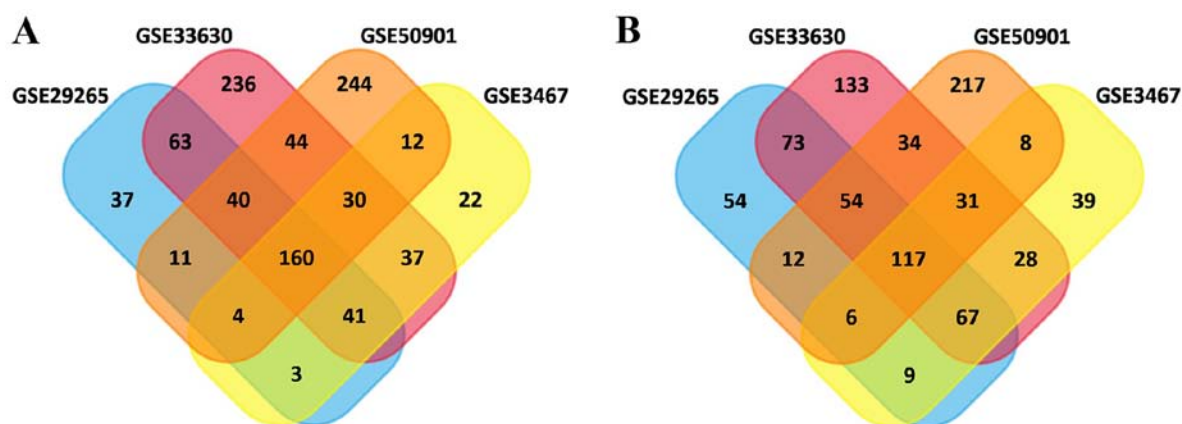 A
GSE33630 GSE50901
GSE29265 GSE3467
236 244
63 44 12
37 40 30 22
11 160 37
4 41
3
B
GSE33630 GSE50901
GSE29265 GSE3467
133 217
73 34 8
54 54 31 39
12 117 28
6 67
9